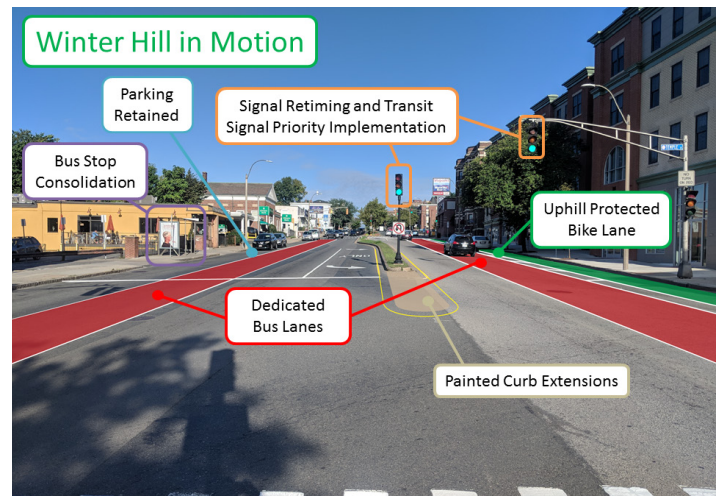 Winter Hill in Motion
Parking
Retained
Signal Retiming and Transit
Signal Priority Implementation
Bus Stop
Consolidation
Uphill Protected
Bike Lane
Dedicated
Bus Lanes
Painted Curb Extensions